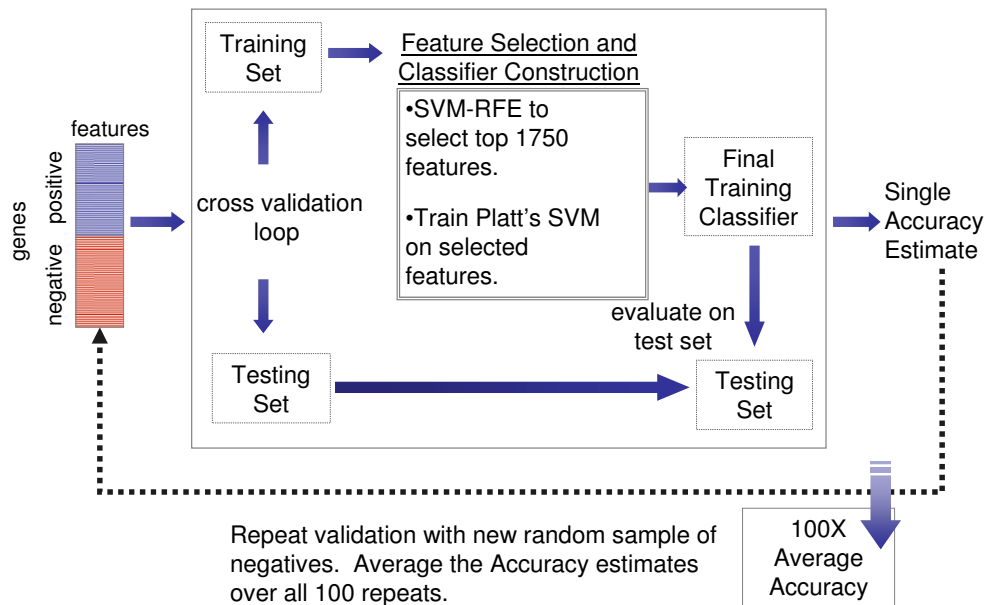 features
genes
positive
negative
cross validation
loop
Training
Set
Feature Selection and
Classifier Construction
•SVM-RFE to
select top 1750
features.
•Train Platt's SVM
on selected
features.
Final
Training
Classifier
Single
Accuracy
Estimate
evaluate on
test set
Testing
Set
Testing
Set
Repeat validation with new random sample of
negatives. Average the Accuracy estimates
over all 100 repeats.
100X
Average
Accuracy